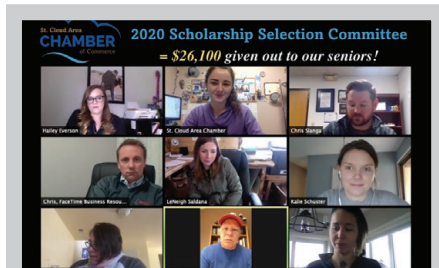 St. Cloud Area
CHAMBER
of Commerce
2020 Scholarship Selection Committee
= $26,100 given out to our seniors!
Hailey Everson
St. Cloud Area Chamber
Chris Slanga
Chris, FaceTime Business Resou...
LeNeigh Saldana
Kalie Schuster